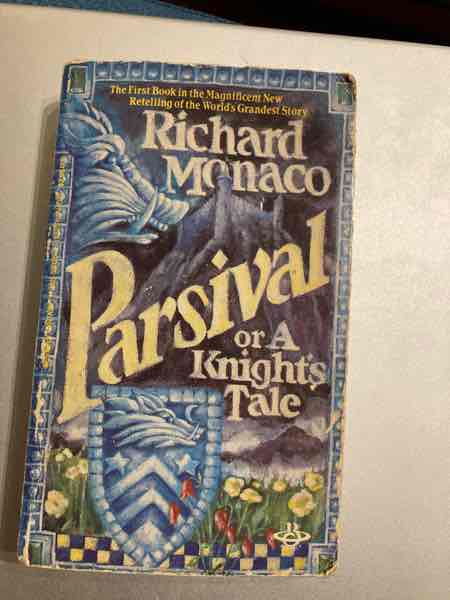 The First Book in the Magnificent New
Retelling of the World's Grandest Story
Richard
Monaco
Parsival
or A
Knight's
Tale